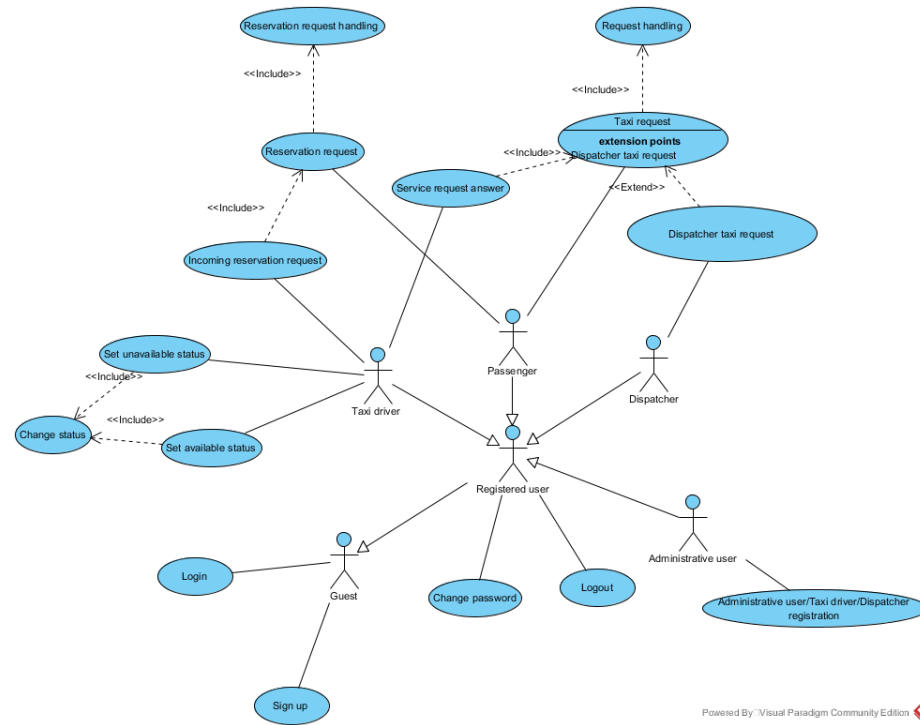 Reservation request handling
Request handling
<<Include>>
<<Include>>
Taxi request
extension points
Dispatcher taxi request
Reservation request
<<Include>>
Service request answer
<<Extend>>
<<Include>>
Dispatcher taxi request
Incoming reservation request
Set unavailable status
<<Include>>
Passenger
Taxi driver
Dispatcher
<<Include>>
Change status
Set available status
Registered user
Administrative user
Login
Guest
Change password
Logout
Administrative user/Taxi driver/Dispatcher
registration
Sign up
Powered By Visual Paradigm Community Edition